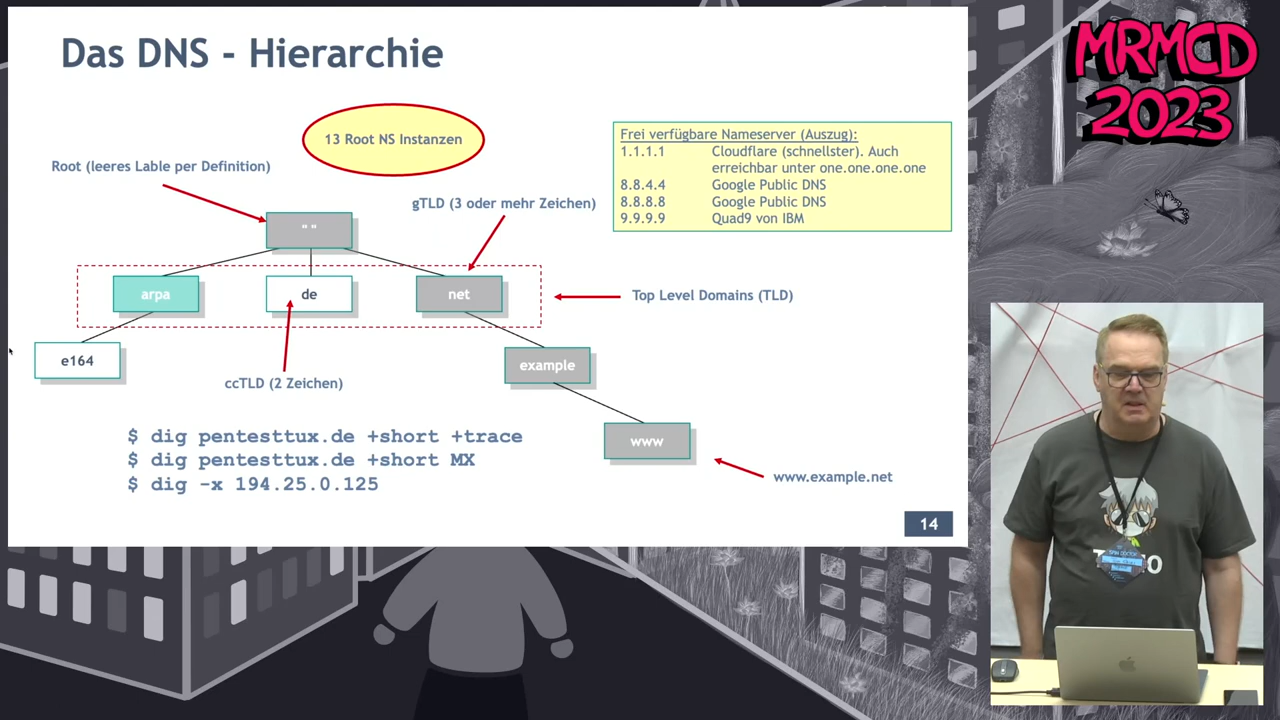 Das DNS - Hierarchie
MRMCD
2023
13 Root NS Instanzen
Root (leeres Lable per Definition)
gTLD (3 oder mehr Zeichen)
Frei verfügbare Nameserver (Auszug):
1.1.1.1 Cloudflare (schnellster). Auch
erreichbar unter one.one.one.one
8.8.4.4 Google Public DNS
8.8.8.8 Google Public DNS
9.9.9.9 Quad9 von IBM
" "
arpa
de
net
Top Level Domains (TLD)
e164
example
ccTLD (2 Zeichen)
www
www.example.net
$ dig pentesttux.de +short +trace
$ dig pentesttux.de +short MX
$ dig -x 194.25.0.125
14